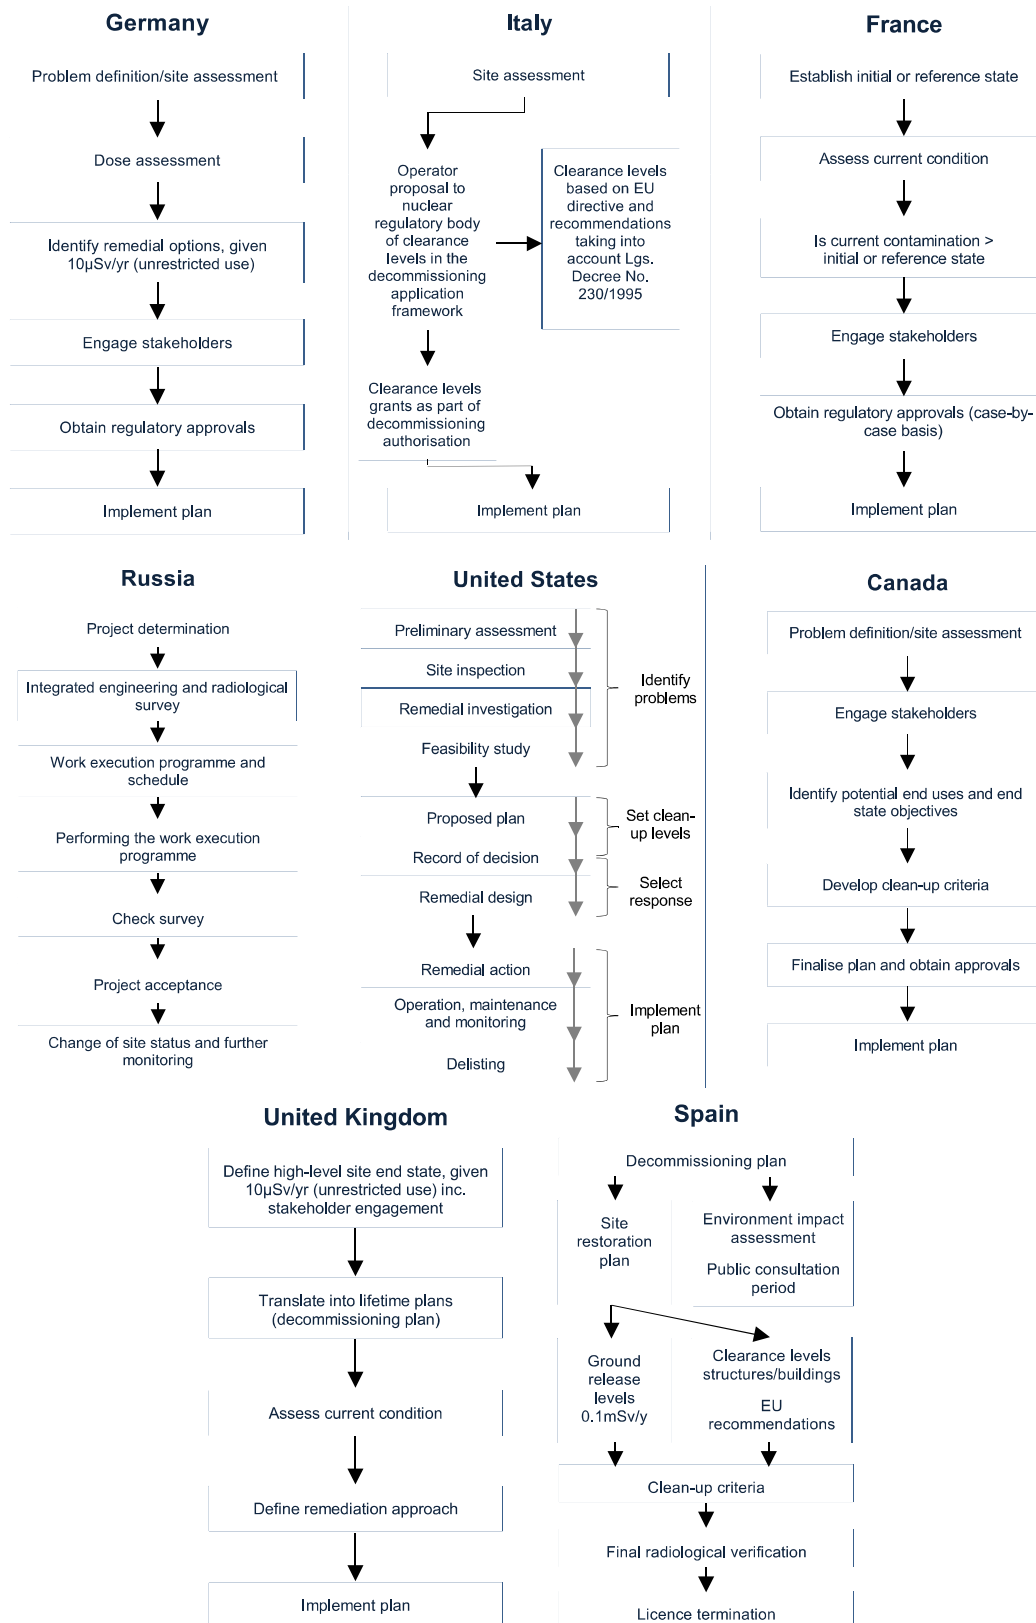 Germany
Problem definition/site assessment
Dose assessment
Identify remedial options, given
10µSv/yr (unrestricted use)
Engage stakeholders
Obtain regulatory approvals
Implement plan
Italy
Site assessment
Operator
proposal to
nuclear
regulatory body
of clearance
levels in the
decommissioning
application
framework
Clearance levels
based on EU
directive and
recommendations
taking into
account Lgs.
Decree No.
230/1995
Clearance levels
grants as part of
decommissioning
authorisation
Implement plan
France
Establish initial or reference state
Assess current condition
Is current contamination >
initial or reference state
Engage stakeholders
Obtain regulatory approvals (case-by-
case basis)
Implement plan
Russia
Project determination
Integrated engineering and radiological
survey
Work execution programme and
schedule
Performing the work execution
programme
Check survey
Project acceptance
Change of site status and further
monitoring
United States
Preliminary assessment
Site inspection
Remedial investigation
Feasibility study
Identify
problems
Proposed plan
Record of decision
Set clean-
up levels
Remedial design
Select
response
Remedial action
Operation, maintenance
and monitoring
Delisting
Implement
plan
Canada
Problem definition/site assessment
Engage stakeholders
Identify potential end uses and end
state objectives
Develop clean-up criteria
Finalise plan and obtain approvals
Implement plan
United Kingdom
Define high-level site end state, given
10µSv/yr (unrestricted use) inc.
stakeholder engagement
Translate into lifetime plans
(decommissioning plan)
Assess current condition
Define remediation approach
Implement plan
Spain
Decommissioning plan
Site
restoration
plan
Environment impact
assessment
Public consultation
period
Ground
release
levels
0.1mSv/y
Clearance levels
structures/buildings
EU
recommendations
Clean-up criteria
Final radiological verification
Licence termination